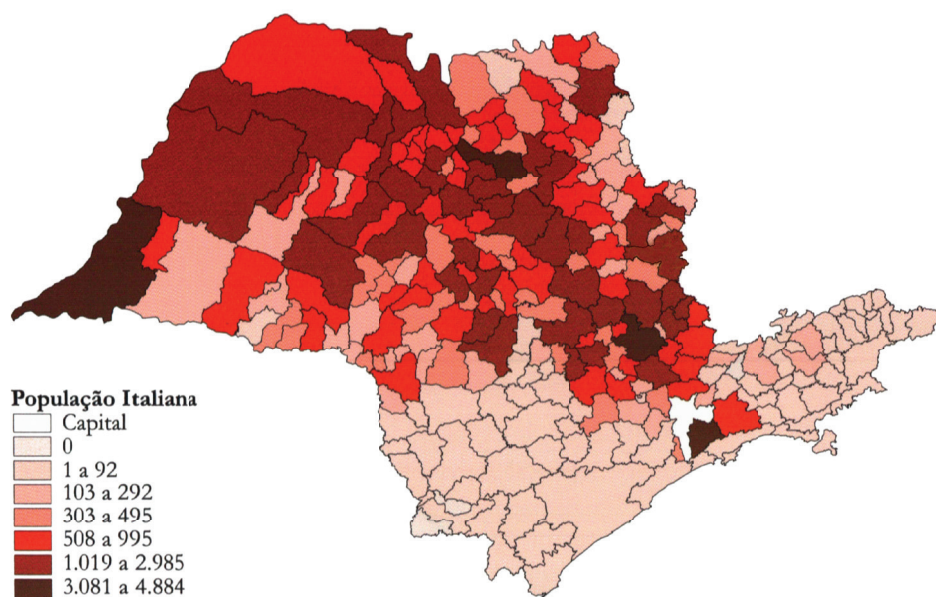 População Italiana
Capital
0
1 a 92
103 a 292
303 a 495
508 a 995
1.019 a 2.985
3.081 a 4.884